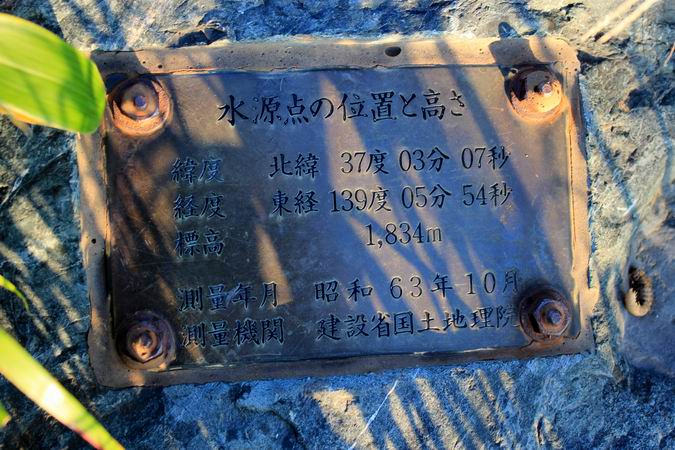 水源点の位置と高さ
緯度 北緯 37度 03分 07秒
経度 東経 139度 05分 54秒
標高 1,834m
測量年月 昭和 63年10月
測量機関 建設省国土地理院